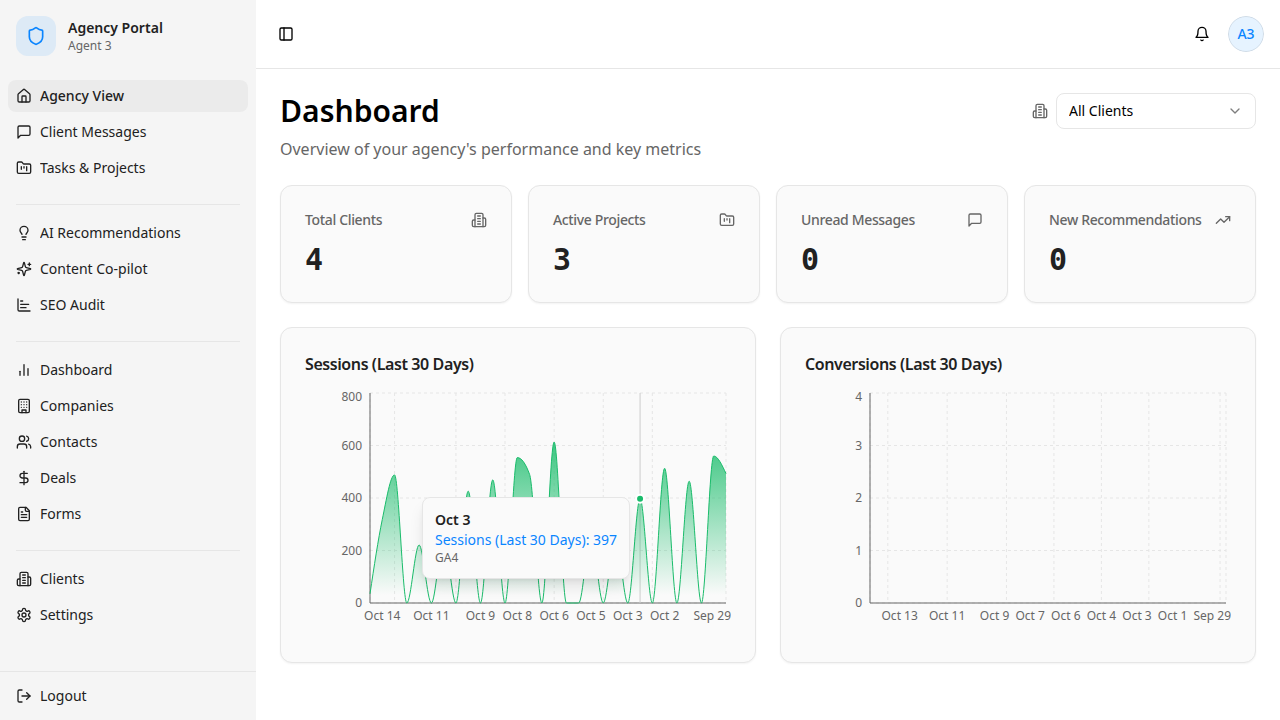 Agency Portal
Agent 3
Agency View
Client Messages
Tasks & Projects
AI Recommendations
Content Co-pilot
SEO Audit
Dashboard
Companies
Contacts
Deals
Forms
Clients
Settings
Logout
A3
Dashboard
All Clients
Overview of your agency's performance and key metrics
Total Clients
4
Active Projects
3
Unread Messages
0
New Recommendations
0
Sessions (Last 30 Days)
800
600
400
200
0
Oct 3
Sessions (Last 30 Days): 397
GA4
Oct 14 Oct 11 Oct 9 Oct 8 Oct 6 Oct 5 Oct 3 Oct 2 Sep 29
Conversions (Last 30 Days)
4
3
2
1
0
Oct 13 Oct 11 Oct 9 Oct 7 Oct 6 Oct 4 Oct 3 Oct 1 Sep 29